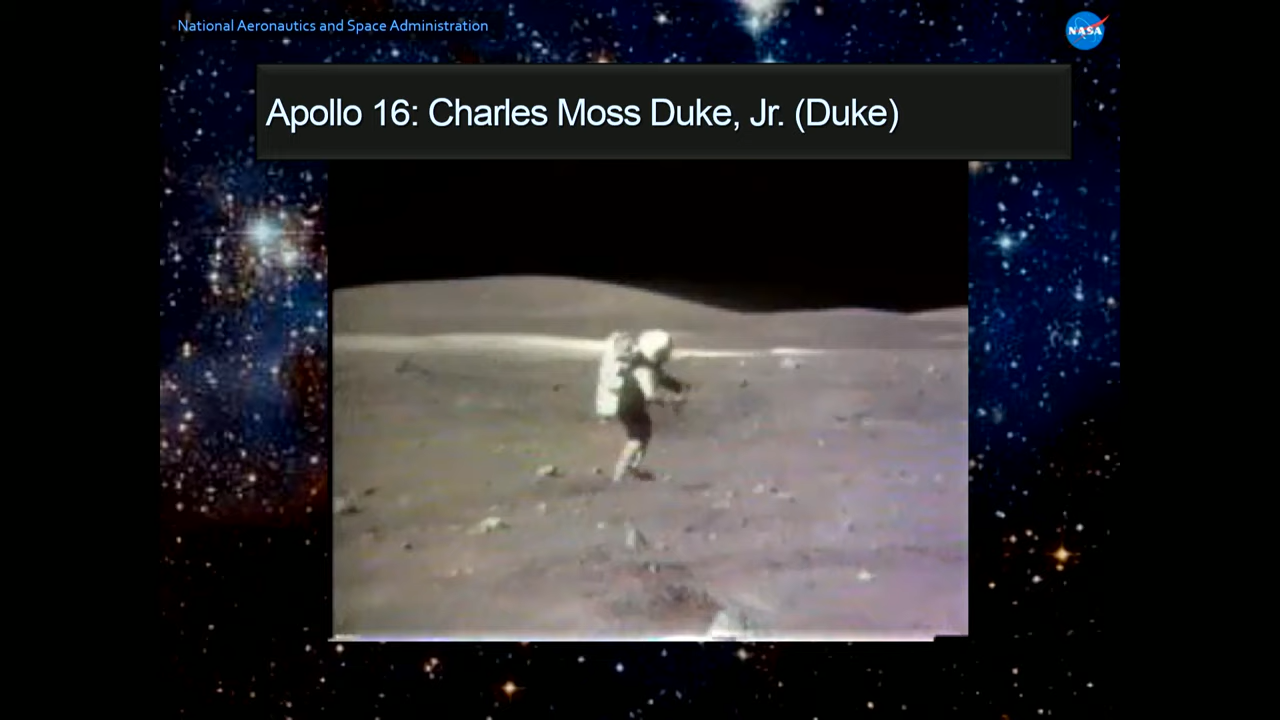 National Aeronautics and Space Administration
NASA
Apollo 16: Charles Moss Duke, Jr. (Duke)